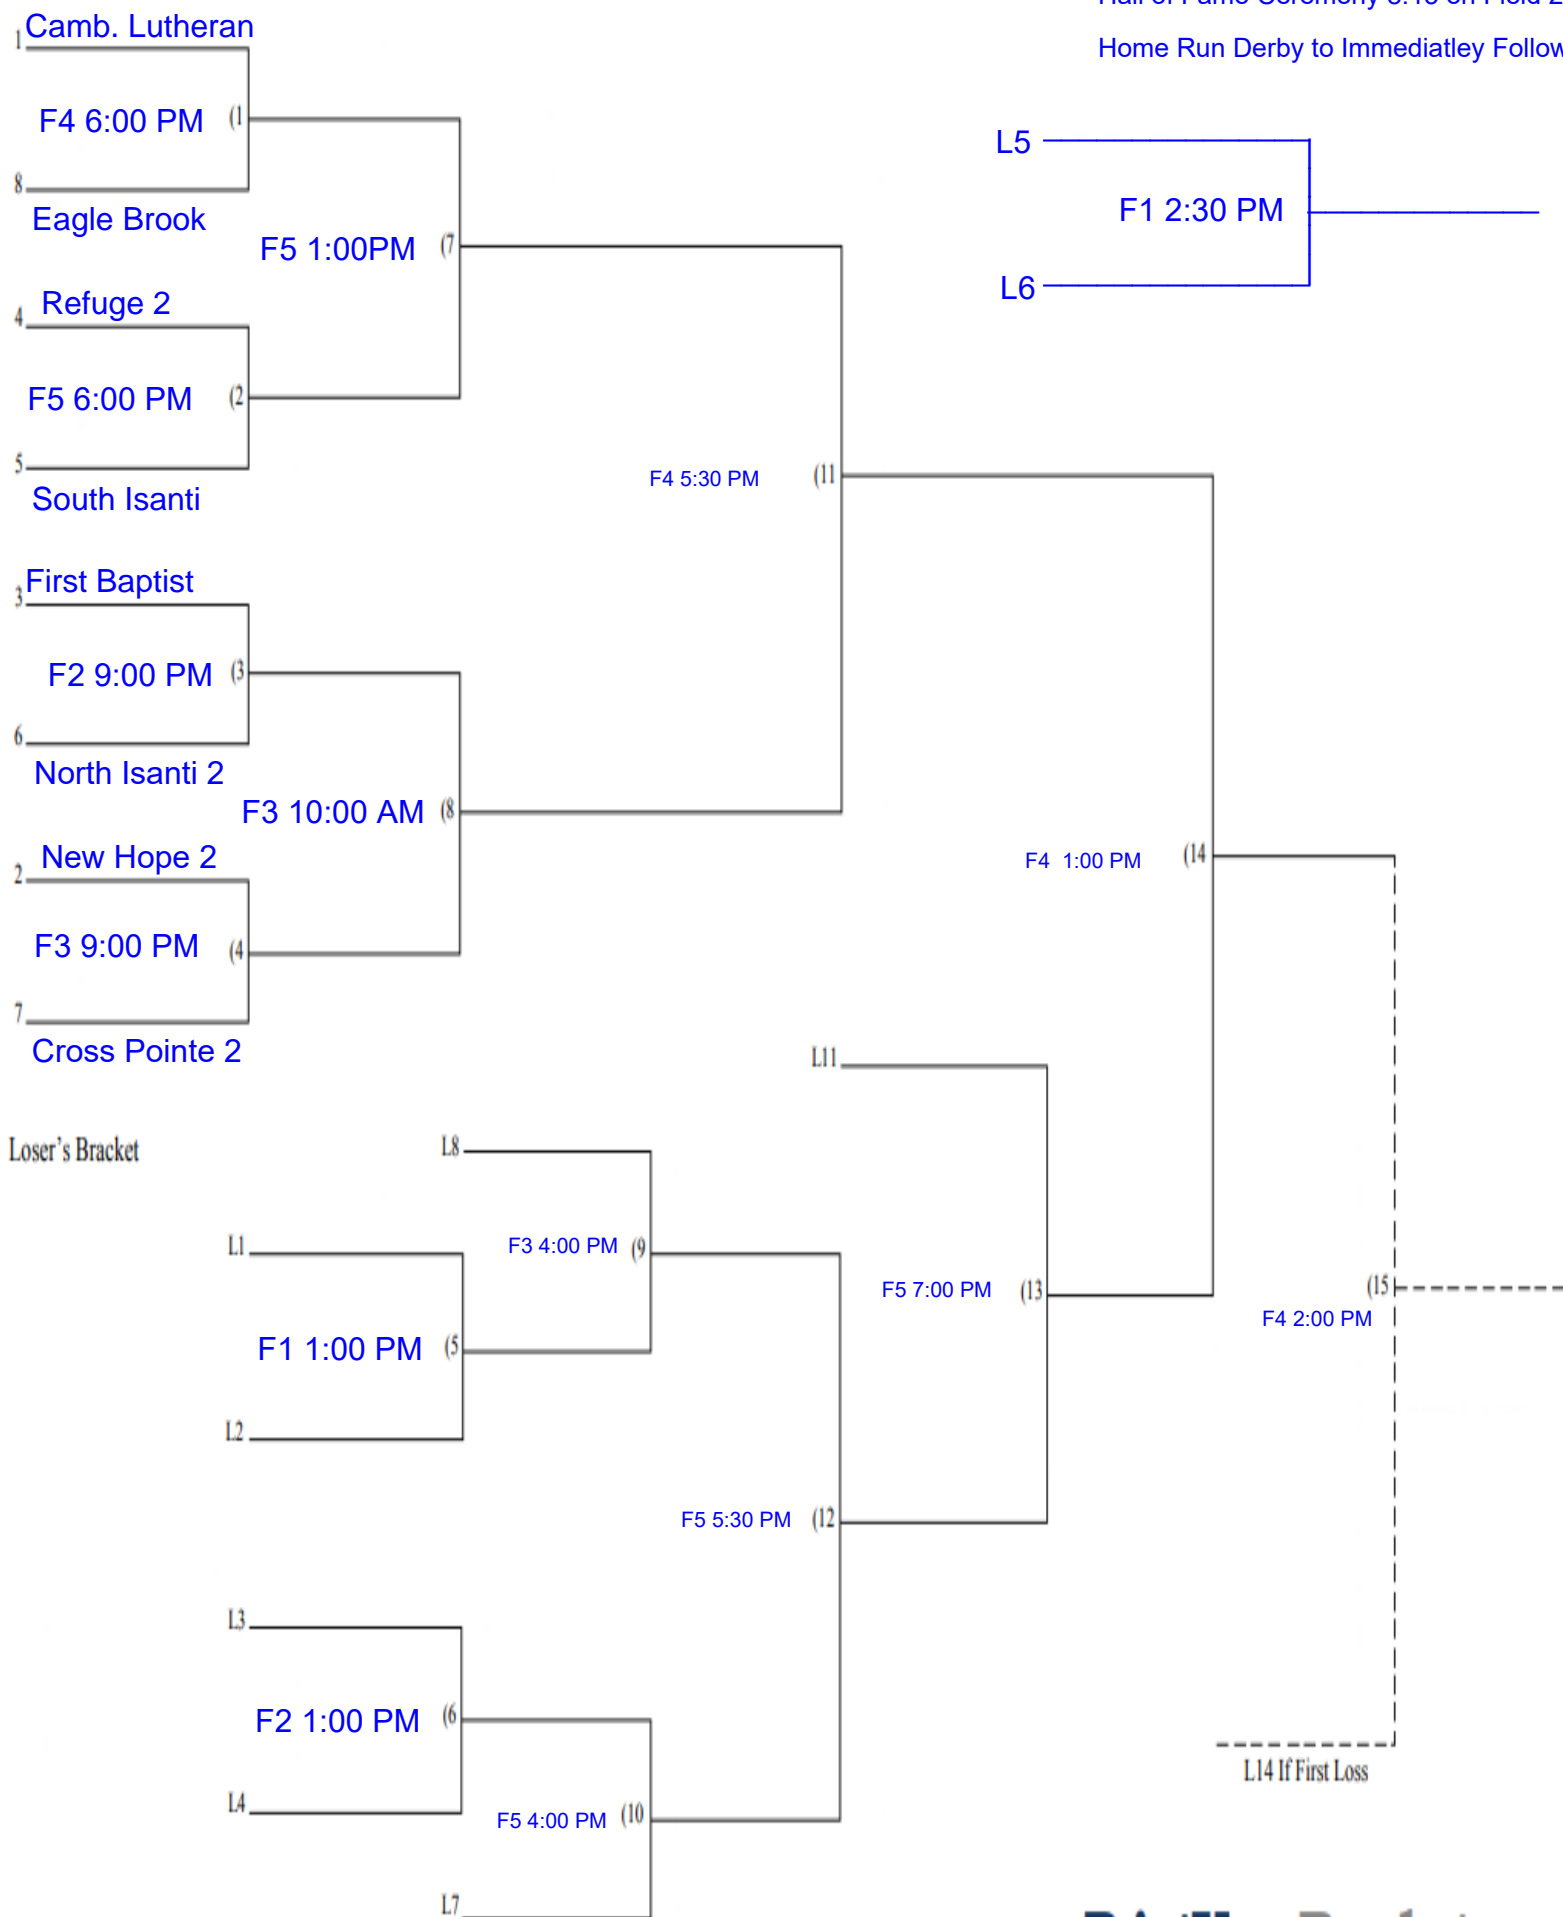 Camb. Lutheran
1
F4 6:00 PM (1
8
Eagle Brook
F5 1:00PM (7
Refuge 2
4
F5 6:00 PM (2
5
South Isanti
First Baptist
3
F2 9:00 PM (3
6
North Isanti 2
F3 10:00 AM (8
New Hope 2
2
F3 9:00 PM (4
7
Cross Pointe 2
F4 5:30 PM (11
Home Run Derby to Immediatley Follow
L5
F1 2:30 PM
L6
F4 1:00 PM (14
Loser's Bracket
L11
L8
F3 4:00 PM (9
L1
F1 1:00 PM (5
L2
F5 7:00 PM (13
(15
F4 2:00 PM
F5 5:30 PM (12
L3
F2 1:00 PM (6
L4
F5 4:00 PM (10
L7
L14 If First Loss